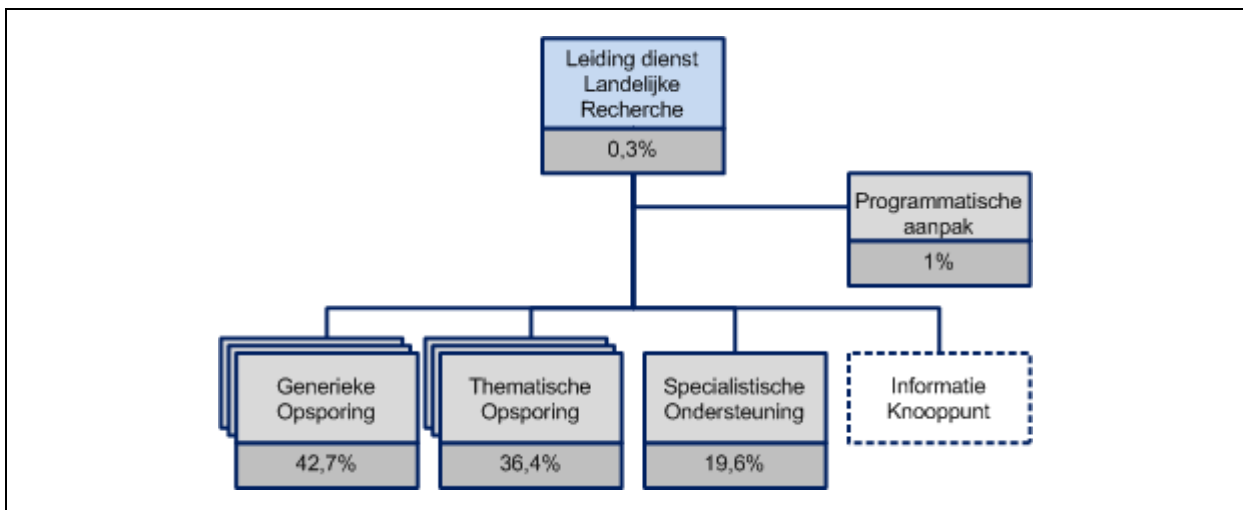 Leiding dienst
Landelijke
Recherche
0,3%
Programmatische
aanpak
1%
Generieke
Opsporing
42,7%
Thematische
Opsporing
36,4%
Specialistische
Ondersteuning
19,6%
Informatie
Knooppunt